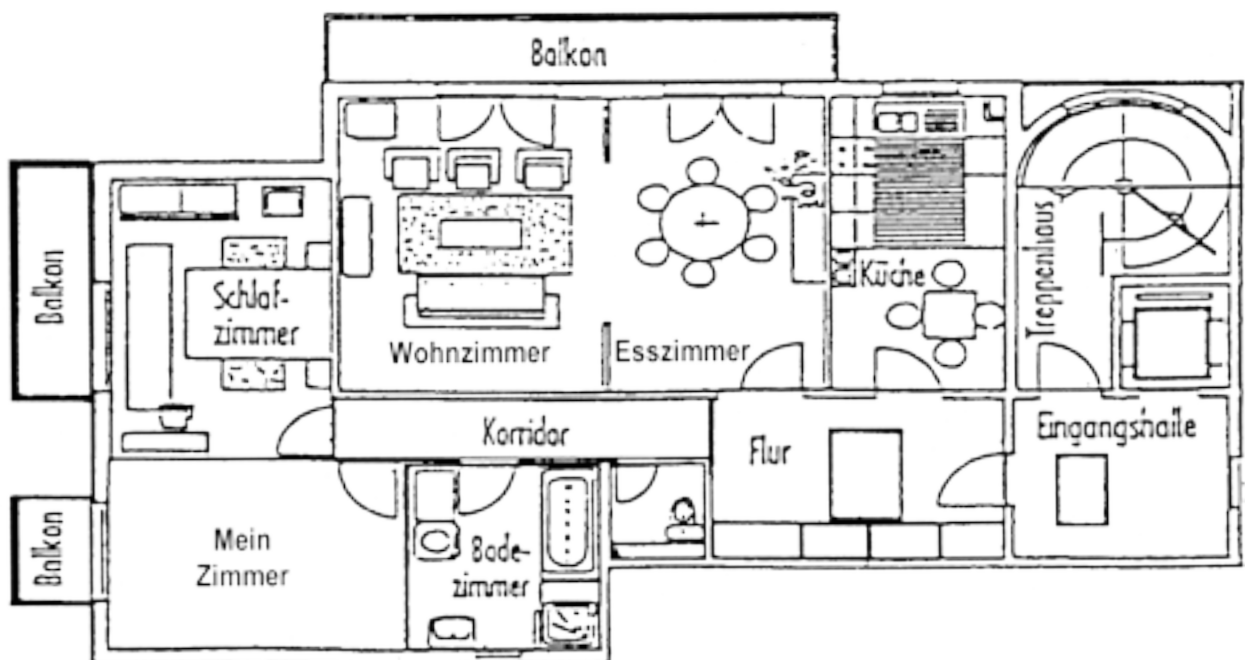 Balkon
Balkon
Schlaf-
zimmer
Wohnzimmer
Esszimmer
Küche
Treppenhaus
Korridor
Flur
Eingangshalle
Balkon
Mein
Zimmer
Bade-
zimmer